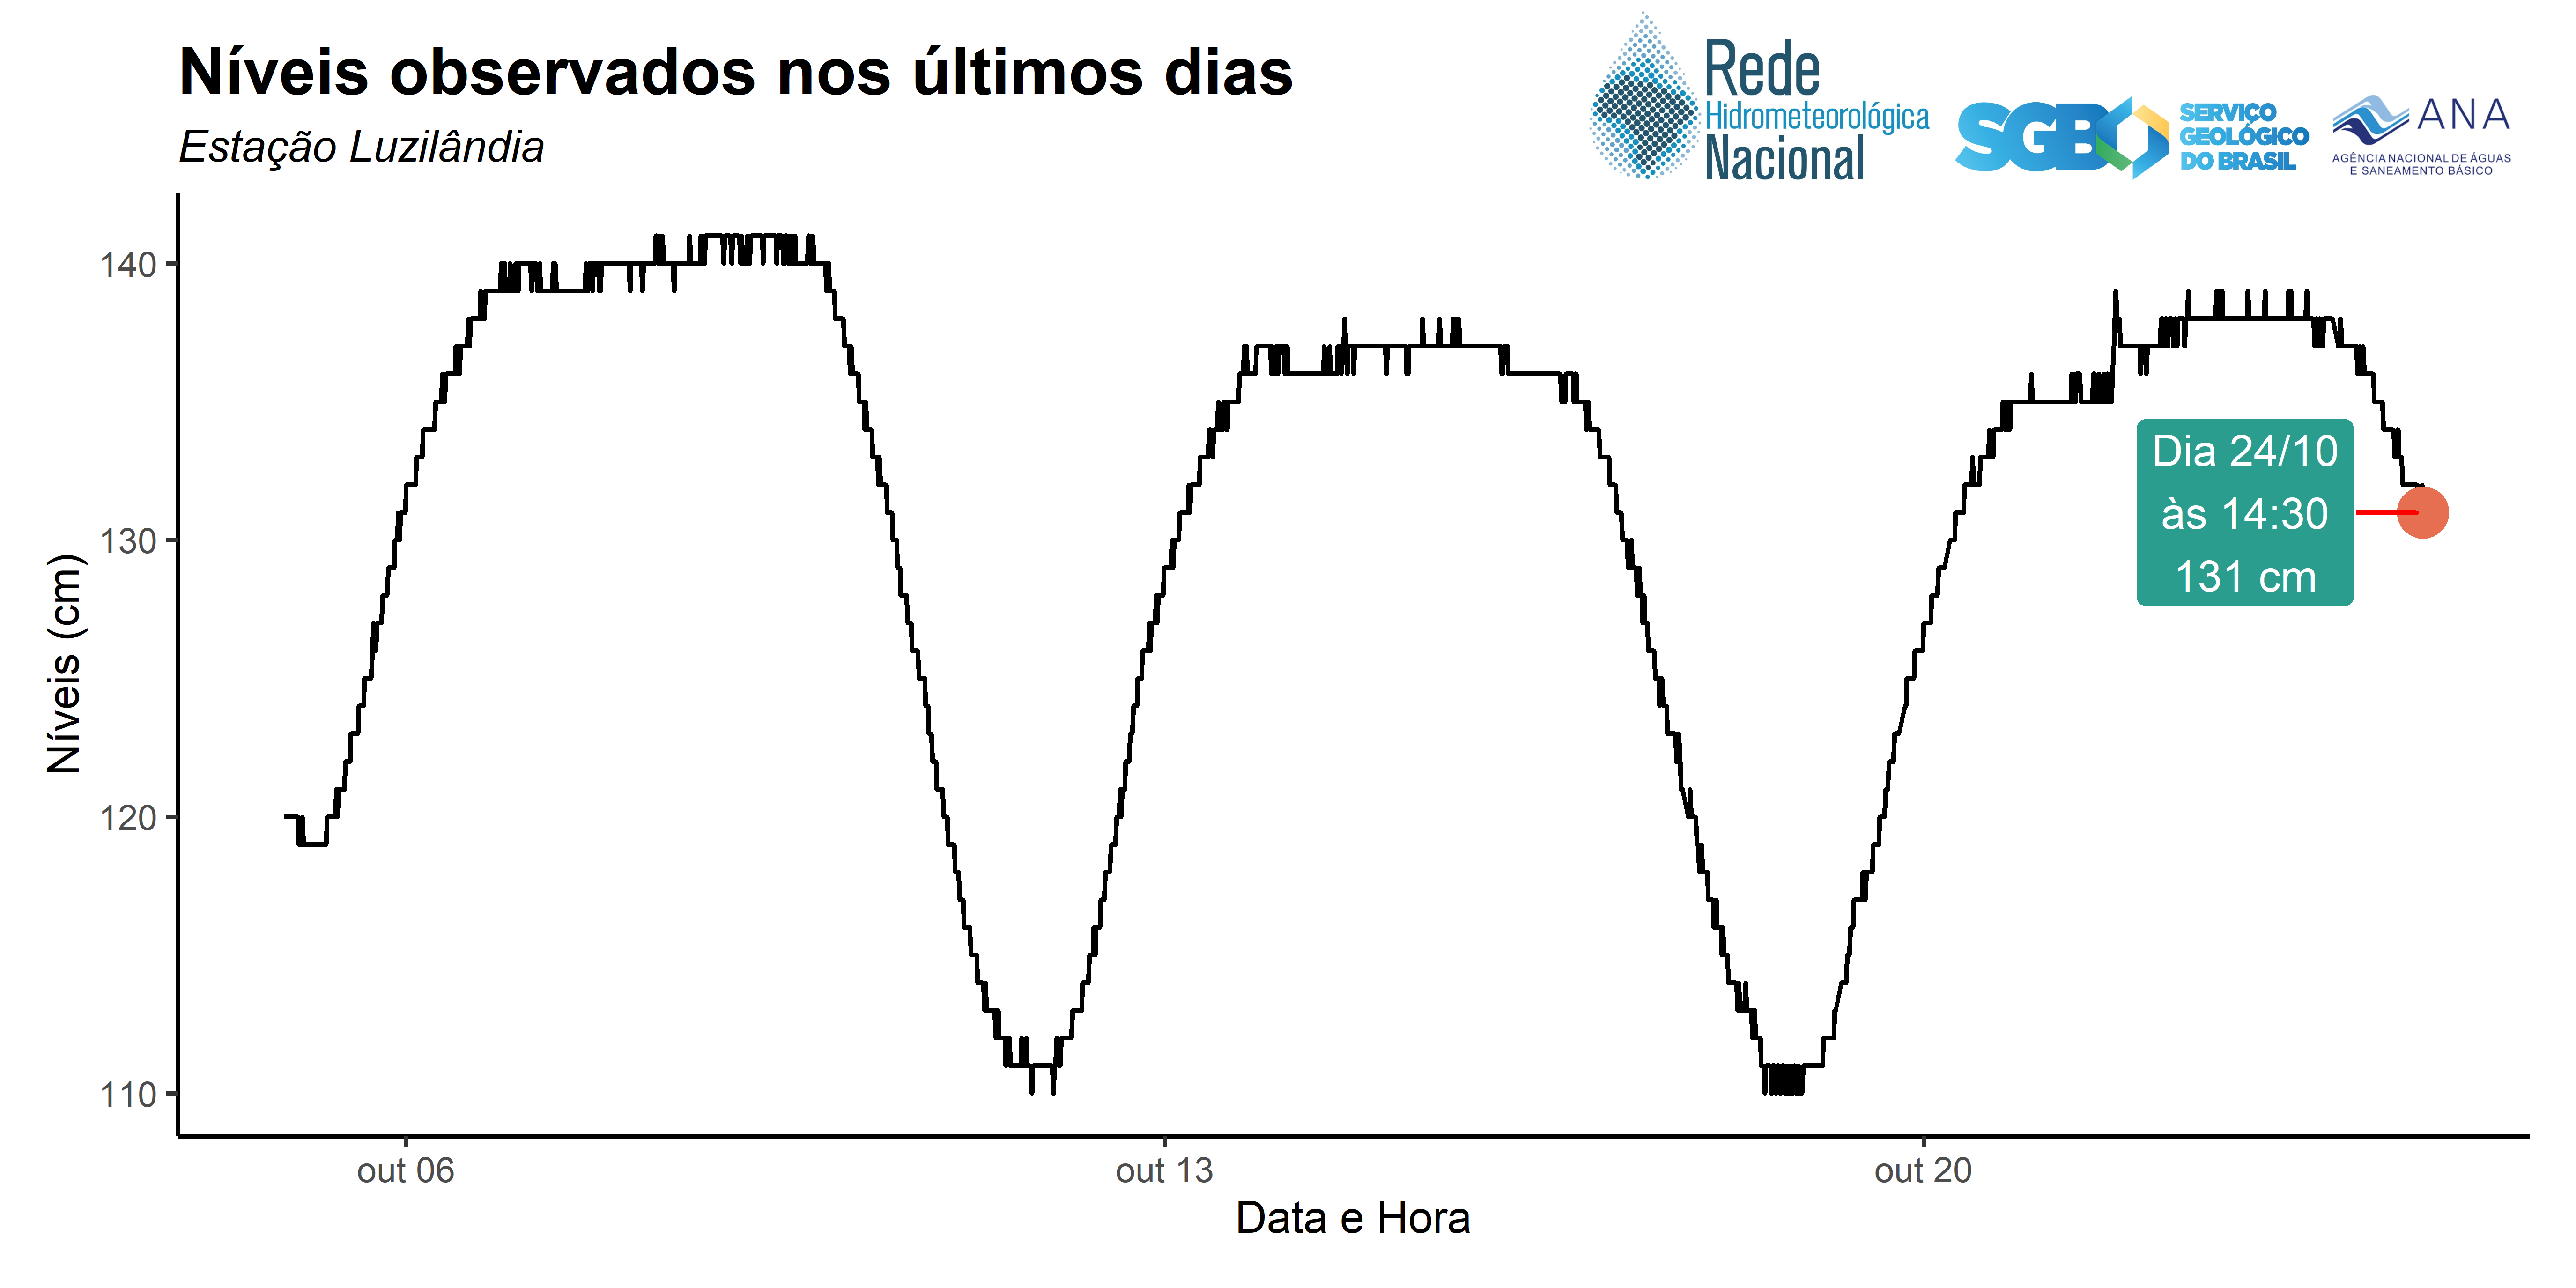 Níveis observados nos últimos dias
Estação Luzilândia
Rede
Hidrometeorológica
Nacional
SGB
SERVIÇO
GEOLÓGICO
DO BRASIL
ANA
AGÊNCIA NACIONAL DE ÁGUAS
E SANEAMENTO BÁSICO
140
130
120
110
Níveis (cm)
Dia 24/10
às 14:30
131 cm
out 06
out 13
out 20
Data e Hora